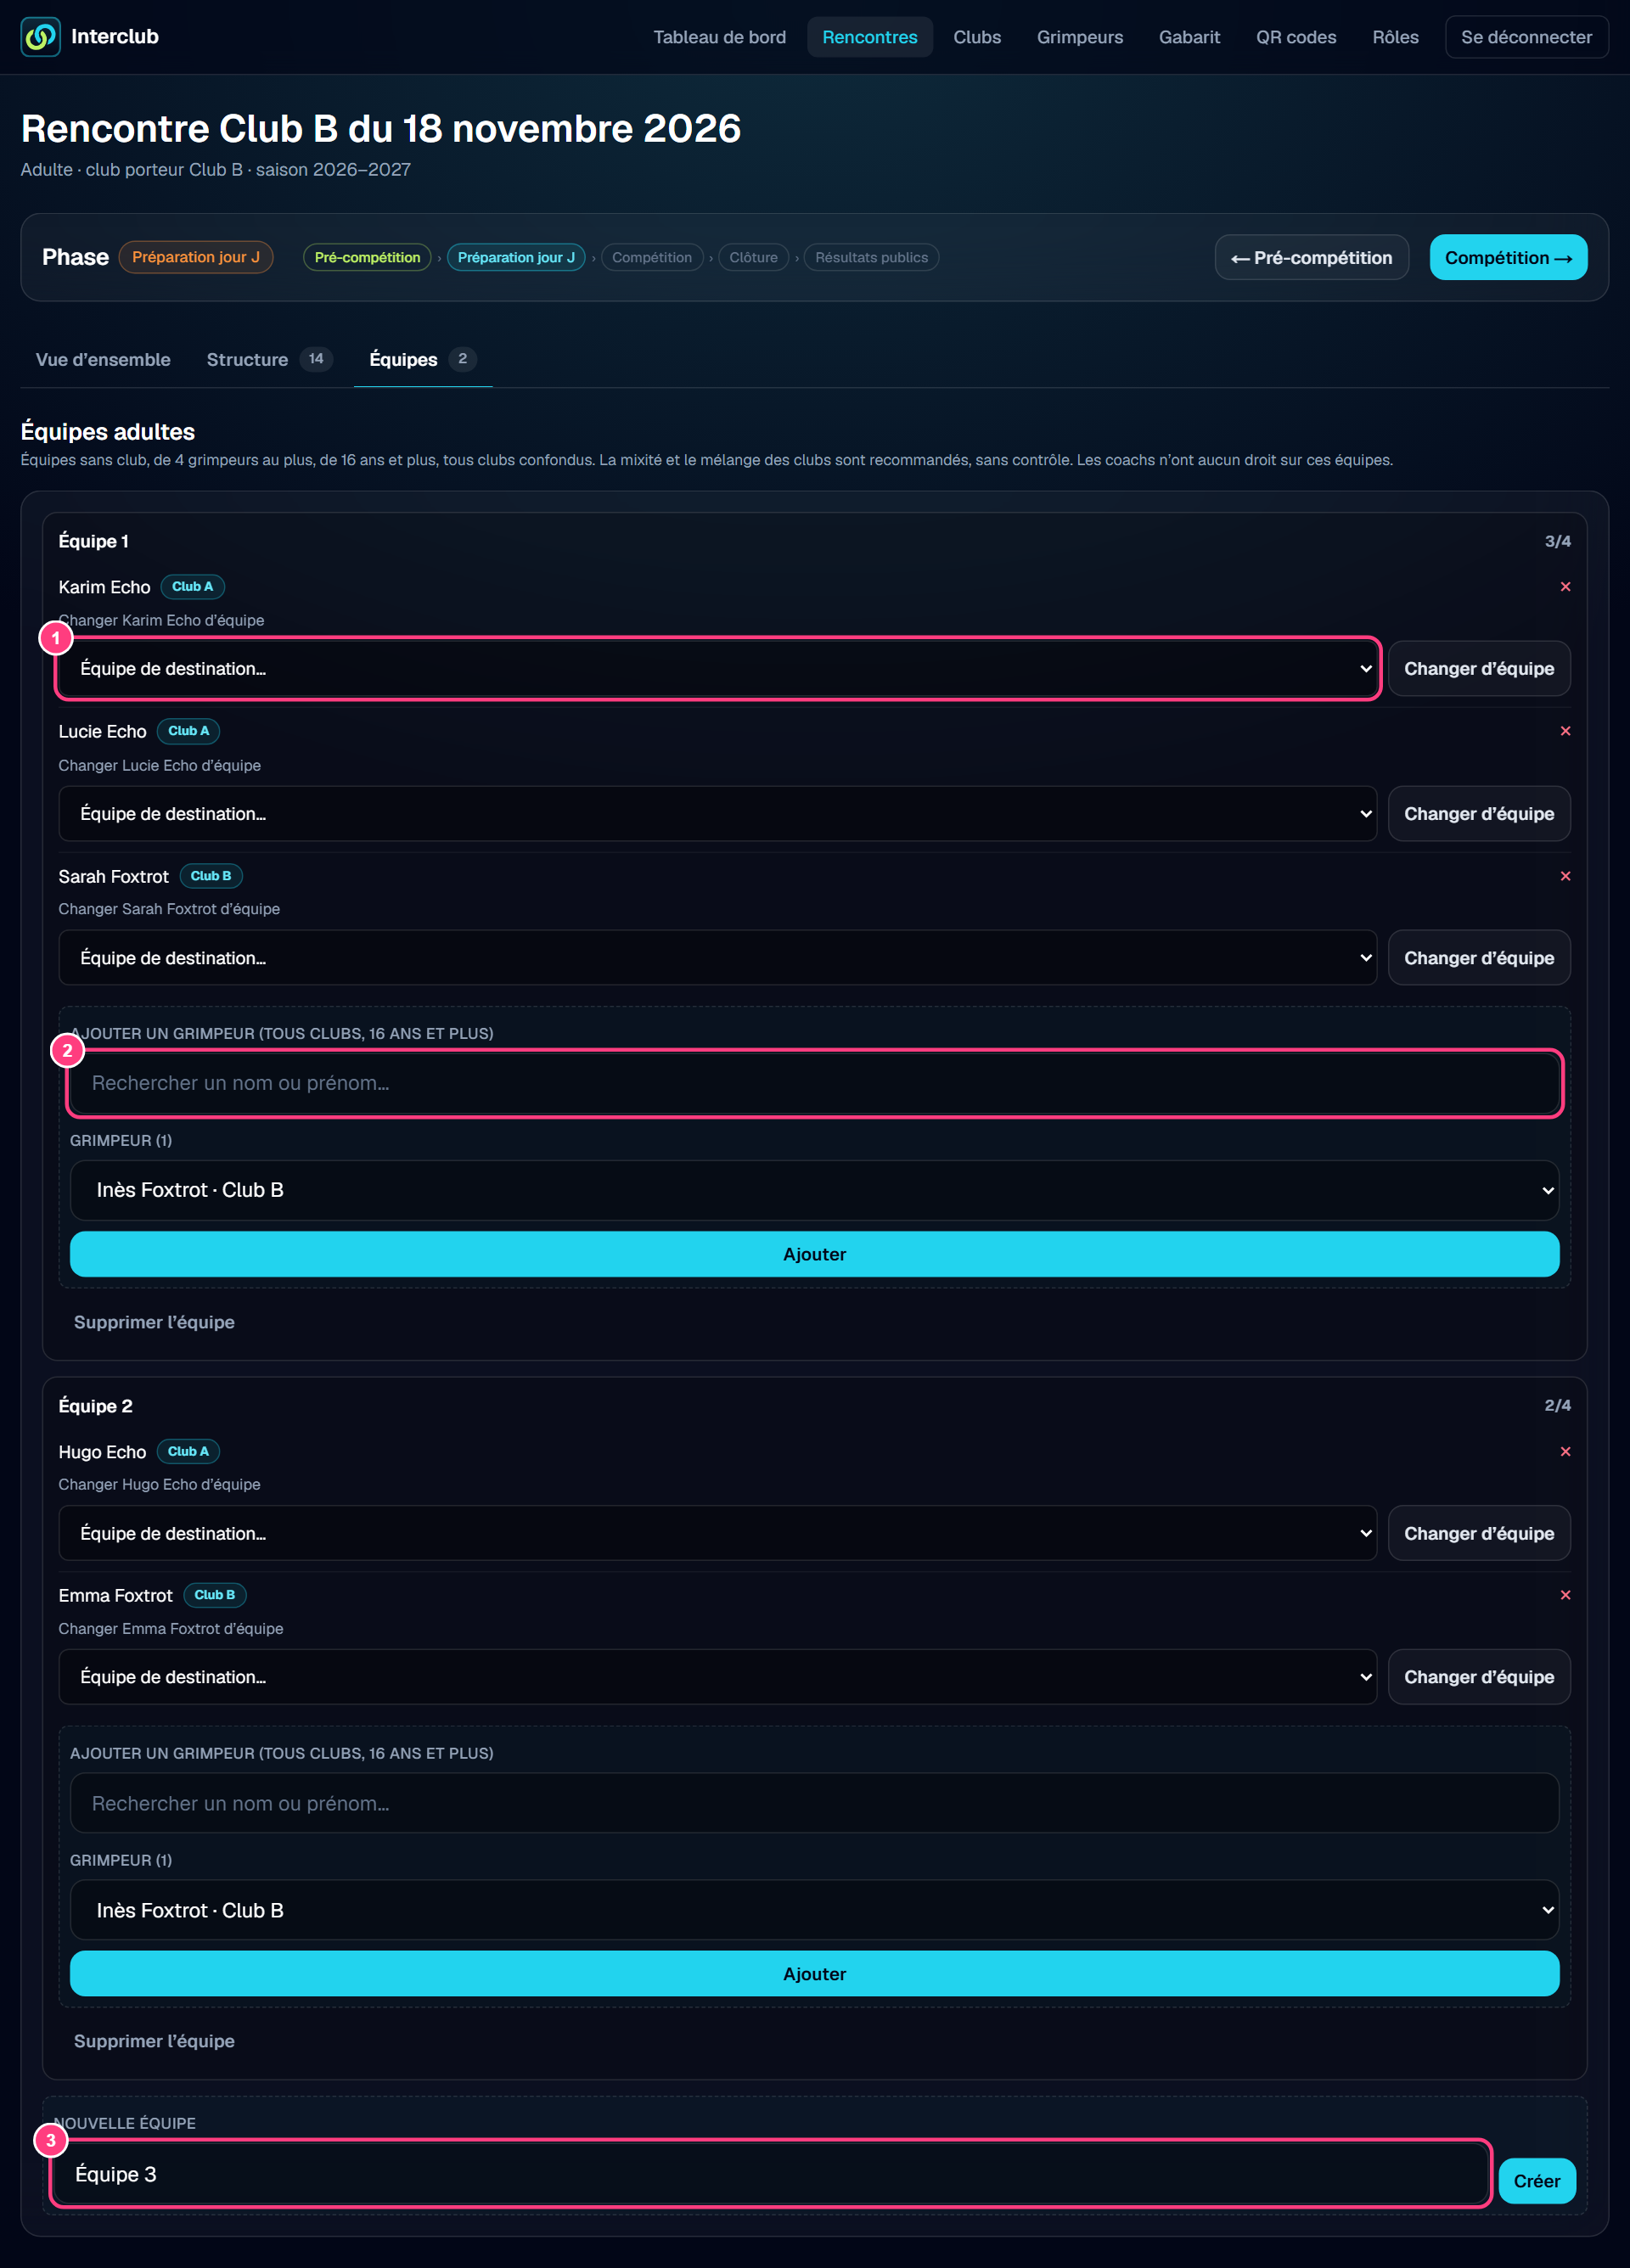 Interclub
Tableau de bord
Rencontres
Clubs
Grimpeurs
Gabarit
QR codes
Rôles
Se déconnecter
Rencontre Club B du 18 novembre 2026
Adulte · club porteur Club B · saison 2026–2027
Phase
Préparation jour J
Pré-compétition › Préparation jour J › Compétition › Clôture › Résultats publics
← Pré-compétition
Compétition →
Vue d’ensemble
Structure 14
Équipes 2
Équipes adultes
Équipes sans club, de 4 grimpeurs au plus, de 16 ans et plus, tous clubs confondus. La mixité et le mélange des clubs sont recommandés, sans contrôle. Les coachs n’ont aucun droit sur ces équipes.
Équipe 1
3/4
Karim Echo Club A ×
Changer Karim Echo d’équipe
1
Équipe de destination…
Changer d’équipe
Lucie Echo Club A ×
Changer Lucie Echo d’équipe
Équipe de destination…
Changer d’équipe
Sarah Foxtrot Club B ×
Changer Sarah Foxtrot d’équipe
Équipe de destination…
Changer d’équipe
AJOUTER UN GRIMPEUR (TOUS CLUBS, 16 ANS ET PLUS)
2
Rechercher un nom ou prénom…
GRIMPEUR (1)
Inès Foxtrot · Club B
Ajouter
Supprimer l’équipe
Équipe 2
2/4
Hugo Echo Club A ×
Changer Hugo Echo d’équipe
Équipe de destination…
Changer d’équipe
Emma Foxtrot Club B ×
Changer Emma Foxtrot d’équipe
Équipe de destination…
Changer d’équipe
AJOUTER UN GRIMPEUR (TOUS CLUBS, 16 ANS ET PLUS)
Rechercher un nom ou prénom…
GRIMPEUR (1)
Inès Foxtrot · Club B
Ajouter
Supprimer l’équipe
NOUVELLE ÉQUIPE
3
Équipe 3
Créer